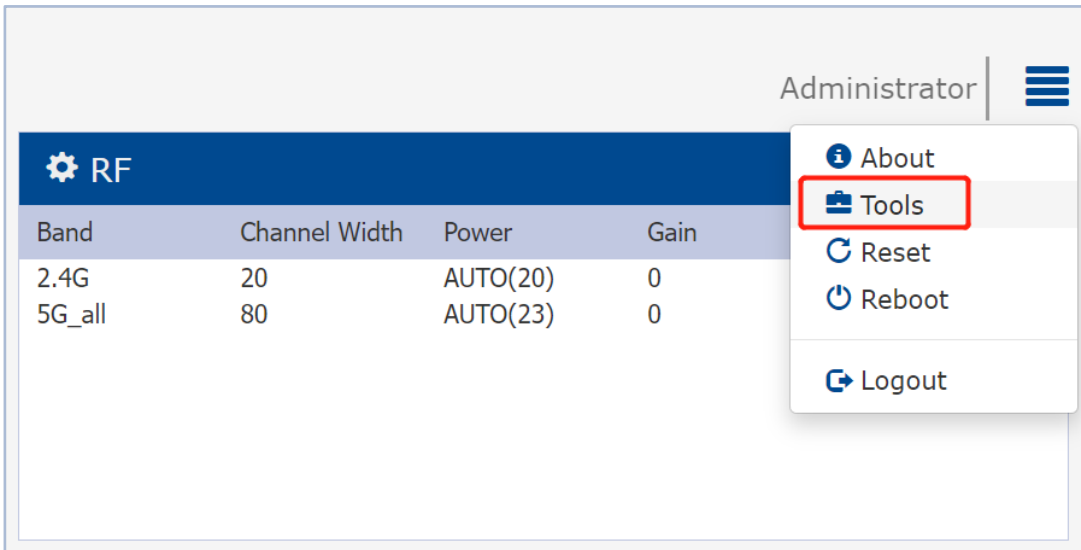 Administrator
RF
Band Channel Width Power Gain
2.4G 20 AUTO(20) 0
5G_all 80 AUTO(23) 0
About
Tools
Reset
Reboot
Logout